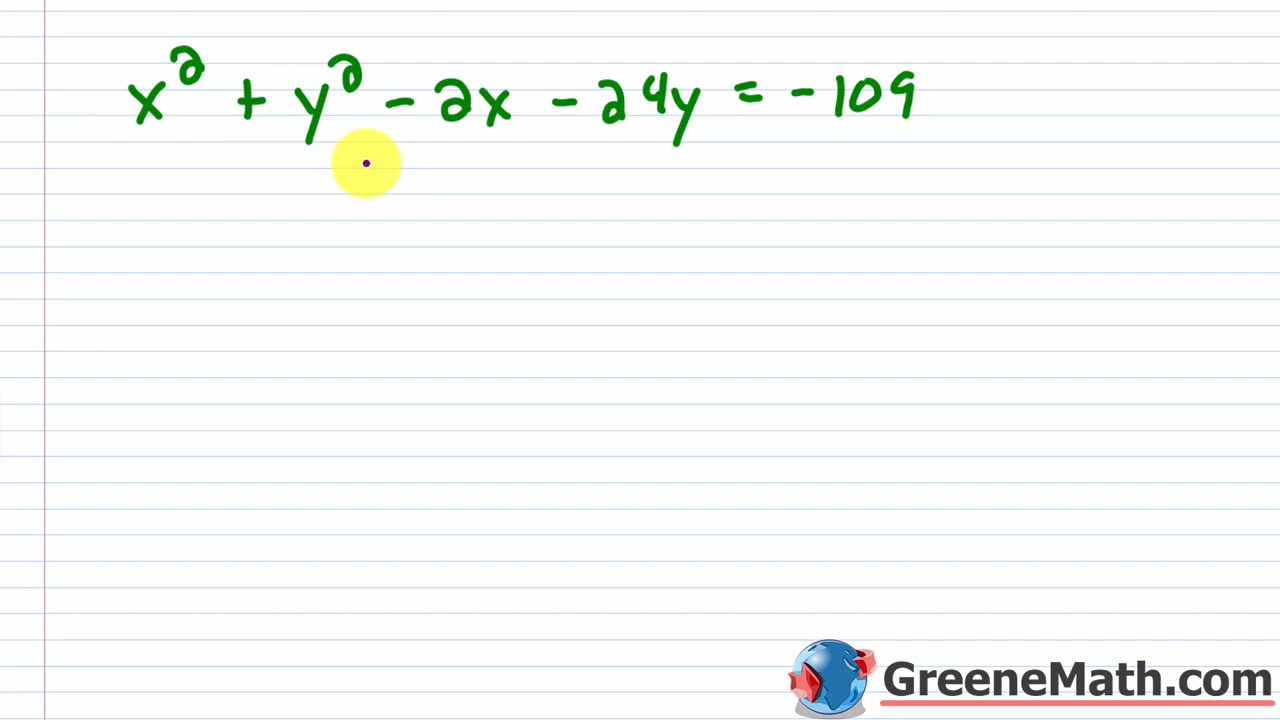 x² + y² - 2x - 24y = -109
GreeneMath.com